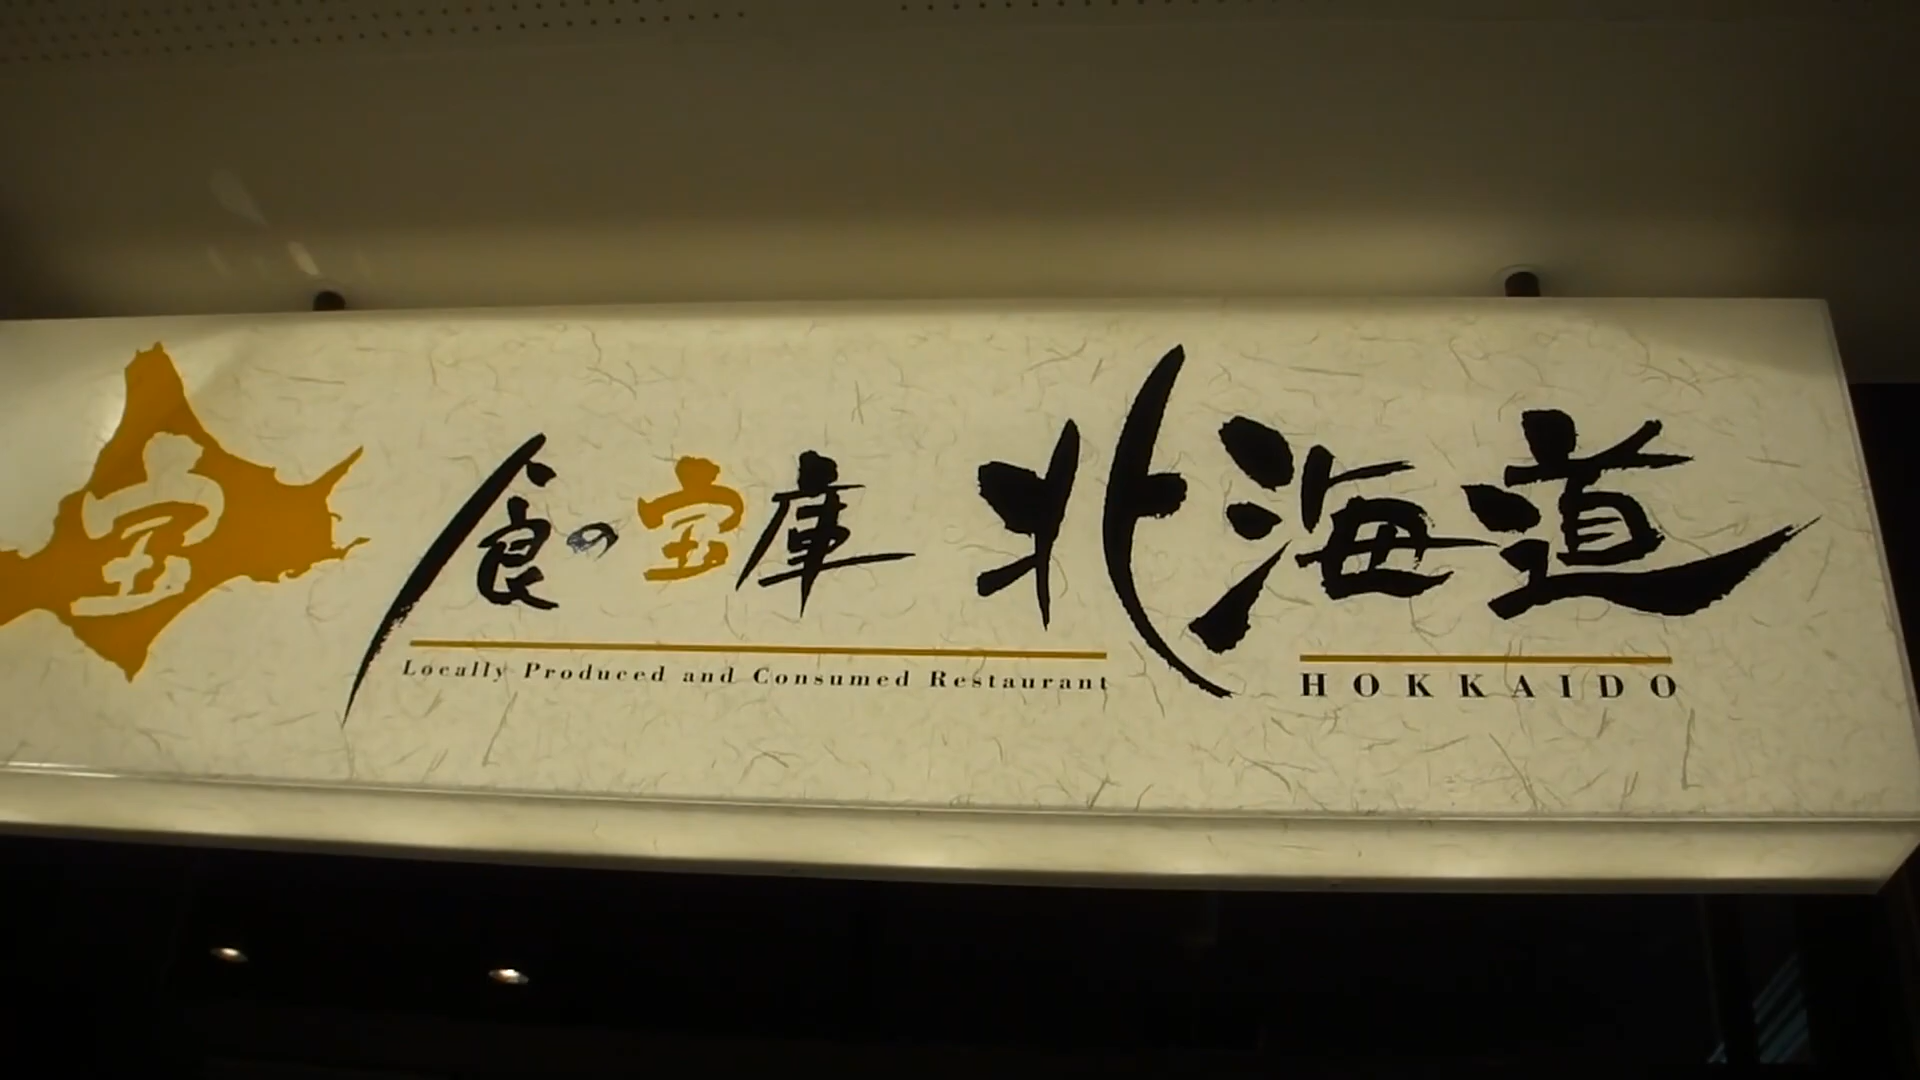 宝
食の宝庫 北海道
Locally Produced and Consumed Restaurant
HOKKAIDO